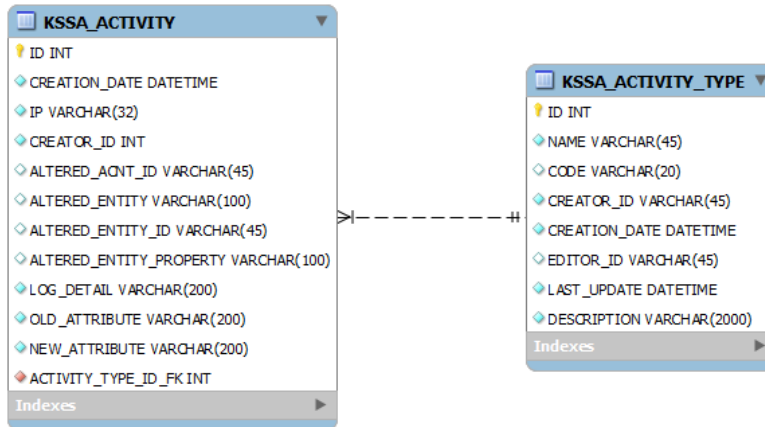 KSSA_ACTIVITY
ID INT
CREATION_DATE DATETIME
IP VARCHAR(32)
CREATOR_ID INT
ALTERED_ACNT_ID VARCHAR(45)
ALTERED_ENTITY VARCHAR(100)
ALTERED_ENTITY_ID VARCHAR(45)
ALTERED_ENTITY_PROPERTY VARCHAR(100)
LOG_DETAIL VARCHAR(200)
OLD_ATTRIBUTE VARCHAR(200)
NEW_ATTRIBUTE VARCHAR(200)
ACTIVITY_TYPE_ID_FK INT
Indexes
KSSA_ACTIVITY_TYPE
ID INT
NAME VARCHAR(45)
CODE VARCHAR(20)
CREATOR_ID VARCHAR(45)
CREATION_DATE DATETIME
EDITOR_ID VARCHAR(45)
LAST_UPDATE DATETIME
DESCRIPTION VARCHAR(2000)
Indexes